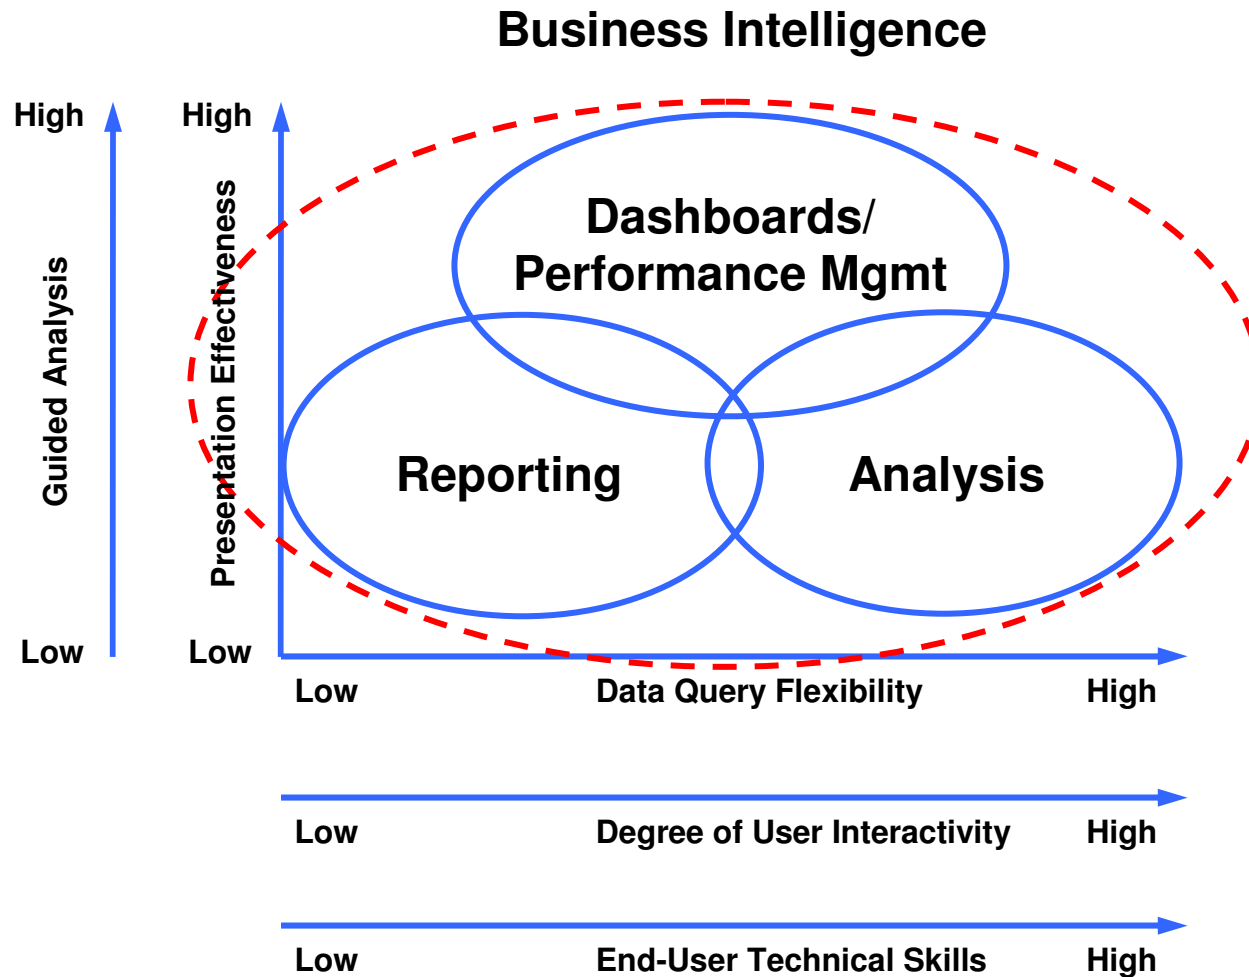 Business Intelligence
High
High
Guided Analysis
Presentation Effectiveness
Dashboards/
Performance Mgmt
Reporting
Analysis
Low
Low
Low
Data Query Flexibility
High
Low
Degree of User Interactivity
High
Low
End-User Technical Skills
High